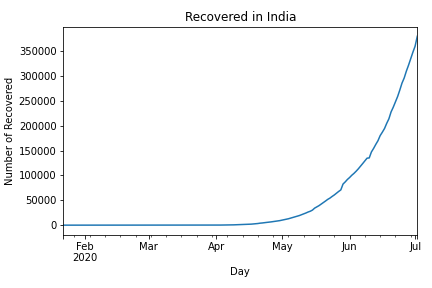 Recovered in India
Number of Recovered
350000
300000
250000
200000
150000
100000
50000
0
Feb Mar Apr May Jun Jul
2020
Day